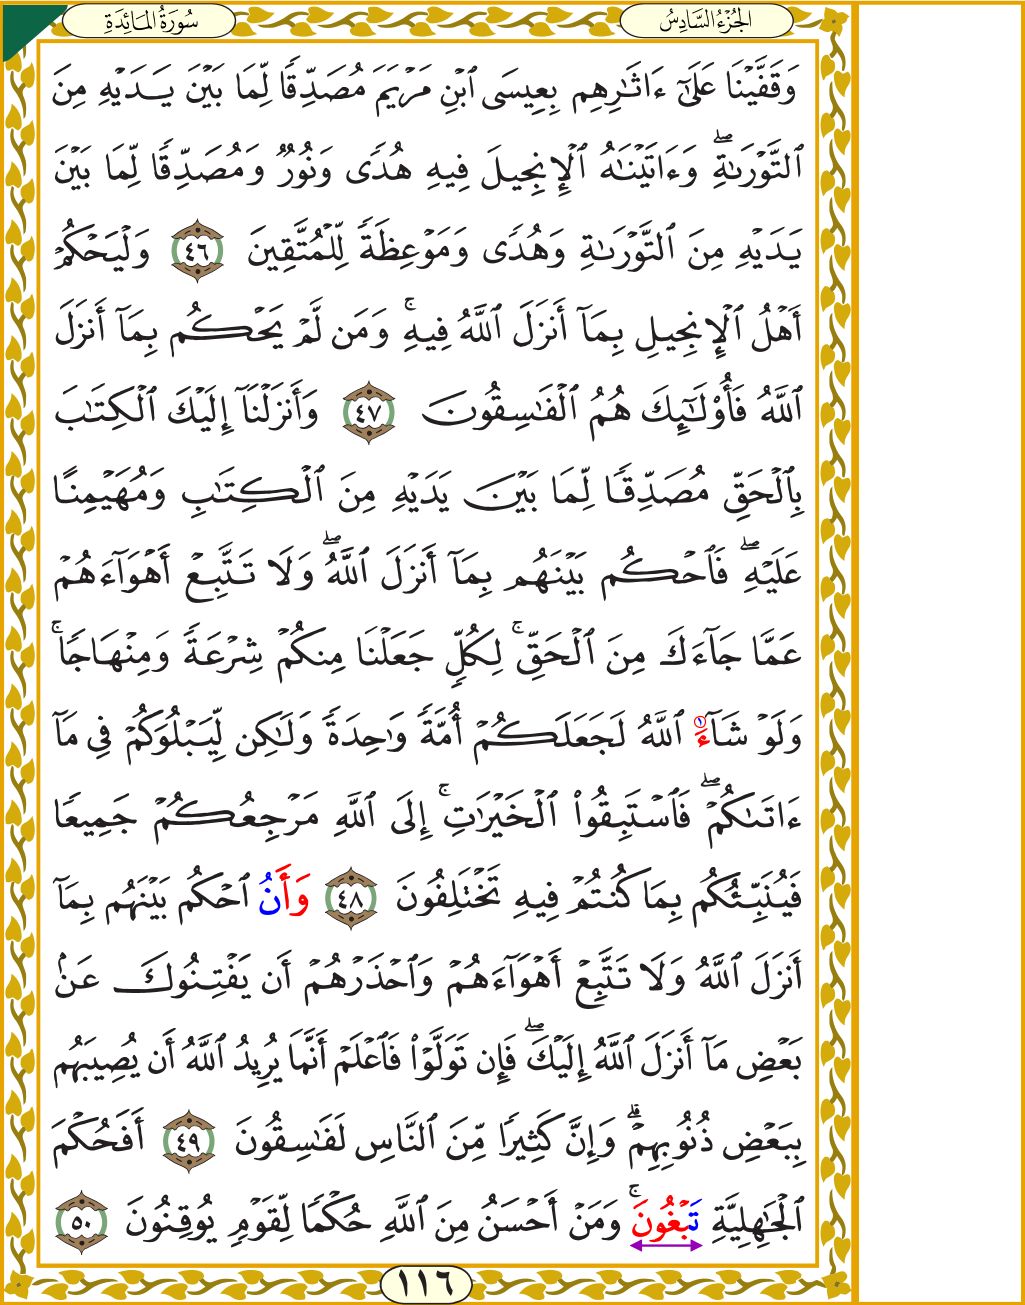 سُورَةُ المَائِدَةِ
الجُزْءُ السَّادِسُ
وَقَفَّيْنَا عَلَىٰٓ ءَاثَٰرِهِم بِعِيسَى ٱبْنِ مَرْيَمَ مُصَدِّقًا لِّمَا بَيْنَ يَدَيْهِ مِنَ
ٱلتَّوْرَىٰةِۖ وَءَاتَيْنَٰهُ ٱلْإِنجِيلَ فِيهِ هُدًى وَنُورٌ وَمُصَدِّقًا لِّمَا بَيْنَ
يَدَيْهِ مِنَ ٱلتَّوْرَىٰةِ وَهُدًى وَمَوْعِظَةً لِّلْمُتَّقِينَ ٤٦ وَلْيَحْكُمْ
أَهْلُ ٱلْإِنجِيلِ بِمَآ أَنزَلَ ٱللَّهُ فِيهِۚ وَمَن لَّمْ يَحْكُم بِمَآ أَنزَلَ
ٱللَّهُ فَأُو۟لَٰٓئِكَ هُمُ ٱلْفَٰسِقُونَ ٤٧ وَأَنزَلْنَآ إِلَيْكَ ٱلْكِتَٰبَ
بِٱلْحَقِّ مُصَدِّقًا لِّمَا بَيْنَ يَدَيْهِ مِنَ ٱلْكِتَٰبِ وَمُهَيْمِنًا
عَلَيْهِۖ فَٱحْكُم بَيْنَهُم بِمَآ أَنزَلَ ٱللَّهُۖ وَلَا تَتَّبِعْ أَهْوَآءَهُمْ
عَمَّا جَآءَكَ مِنَ ٱلْحَقِّۚ لِكُلٍّ جَعَلْنَا مِنكُمْ شِرْعَةً وَمِنْهَاجًاۚ
وَلَوْ شَآءَ ١ ٱللَّهُ لَجَعَلَكُمْ أُمَّةً وَٰحِدَةً وَلَٰكِن لِّيَبْلُوَكُمْ فِى مَآ
ءَاتَىٰكُمْۖ فَٱسْتَبِقُوا۟ ٱلْخَيْرَٰتِۚ إِلَى ٱللَّهِ مَرْجِعُكُمْ جَمِيعًا
فَيُنَبِّئُكُم بِمَا كُنتُمْ فِيهِ تَخْتَلِفُونَ ٤٨ وَأَنُ ٱحْكُم بَيْنَهُم بِمَآ
أَنزَلَ ٱللَّهُ وَلَا تَتَّبِعْ أَهْوَآءَهُمْ وَٱحْذَرْهُمْ أَن يَفْتِنُوكَ عَنۢ
بَعْضِ مَآ أَنزَلَ ٱللَّهُ إِلَيْكَۖ فَإِن تَوَلَّوْا۟ فَٱعْلَمْ أَنَّمَا يُرِيدُ ٱللَّهُ أَن يُصِيبَهُم
بِبَعْضِ ذُنُوبِهِمْۗ وَإِنَّ كَثِيرًا مِّنَ ٱلنَّاسِ لَفَٰسِقُونَ ٤٩ أَفَحُكْمَ
ٱلْجَٰهِلِيَّةِ تَبْغُونَۚ وَمَنْ أَحْسَنُ مِنَ ٱللَّهِ حُكْمًا لِّقَوْمٍ يُوقِنُونَ ٥٠
١١٦